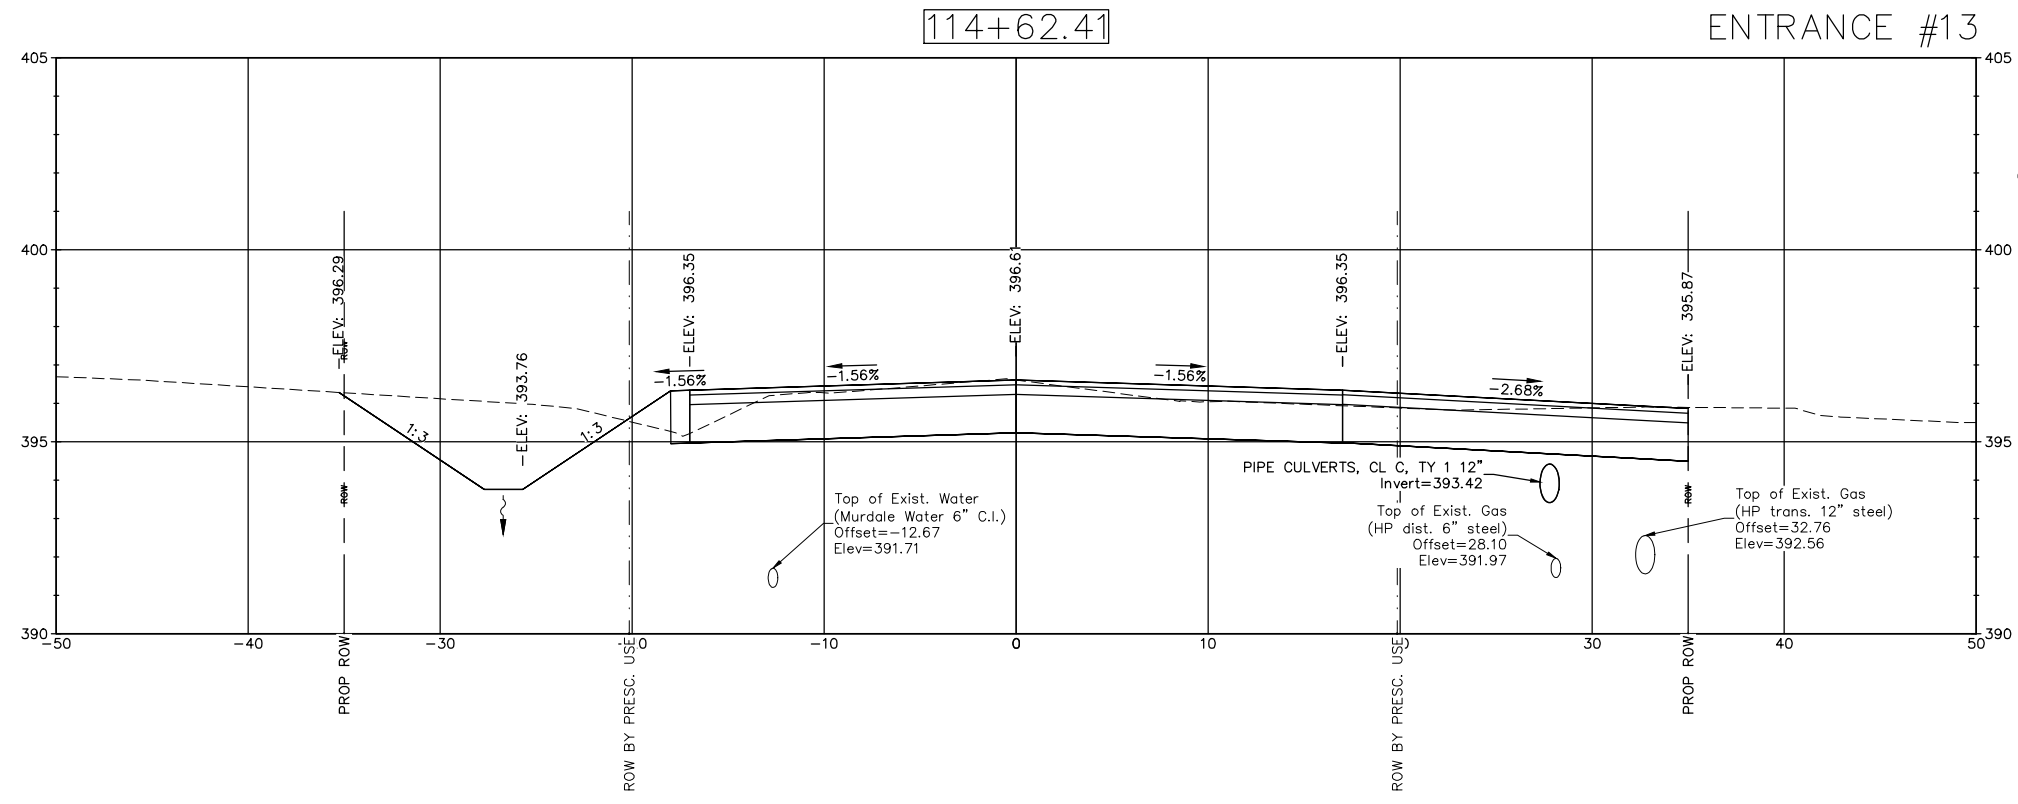 114+62.41
ENTRANCE #13
405
405
400
400
395
395
390
390
ELEV: 396.29
ROW
ELEV: 393.76
ELEV: 396.35
ELEV: 396.61
ELEV: 396.35
ELEV: 395.87
-1.56%
-1.56%
-1.56%
-2.68%
1:3
1:3
ROW
ROW
PIPE CULVERTS, CL C, TY 1 12"
Invert=393.42
Top of Exist. Water
(Murdale Water 6" C.I.)
Offset=-12.67
Elev=391.71
Top of Exist. Gas
(HP dist. 6" steel)
Offset=28.10
Elev=391.97
Top of Exist. Gas
(HP trans. 12" steel)
Offset=32.76
Elev=392.56
-50
-40
-30
-20
-10
0
10
20
30
40
50
PROP ROW
ROW BY PRESC. USE
ROW BY PRESC. USE
PROP ROW